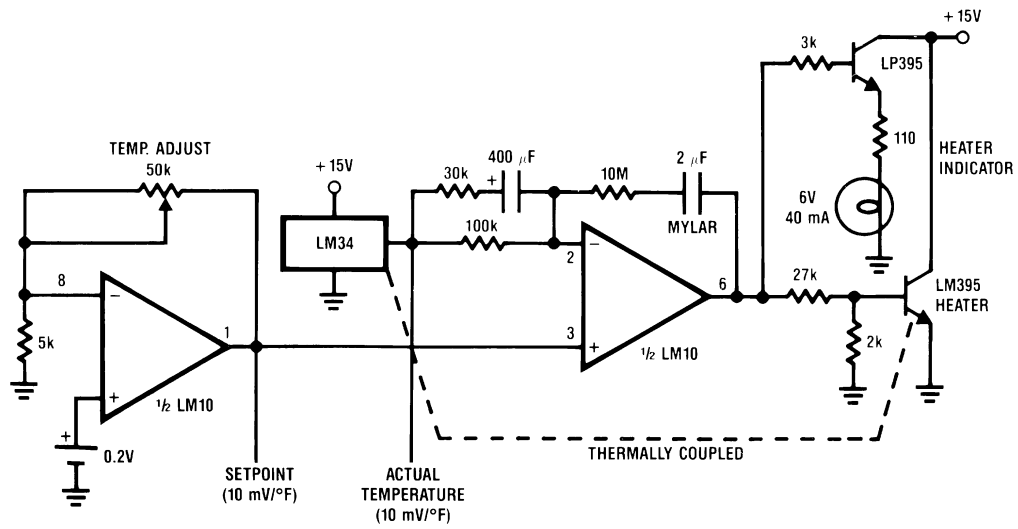 + 15V
3k
LP395
TEMP. ADJUST
50k
+ 15V
LM34
400 μF
+
30k
10M
2 μF
MYLAR
100k
110
HEATER
INDICATOR
6V
40 mA
8
−
5k
+
1
½ LM10
+
0.2V
2
−
3
+
6
½ LM10
27k
2k
LM395
HEATER
THERMALLY COUPLED
SETPOINT
(10 mV/°F)
ACTUAL
TEMPERATURE
(10 mV/°F)